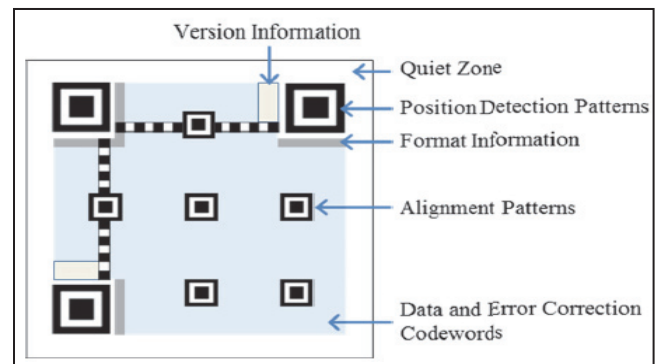 Version Information
Quiet Zone
Position Detection Patterns
Format Information
Alignment Patterns
Data and Error Correction
Codewords